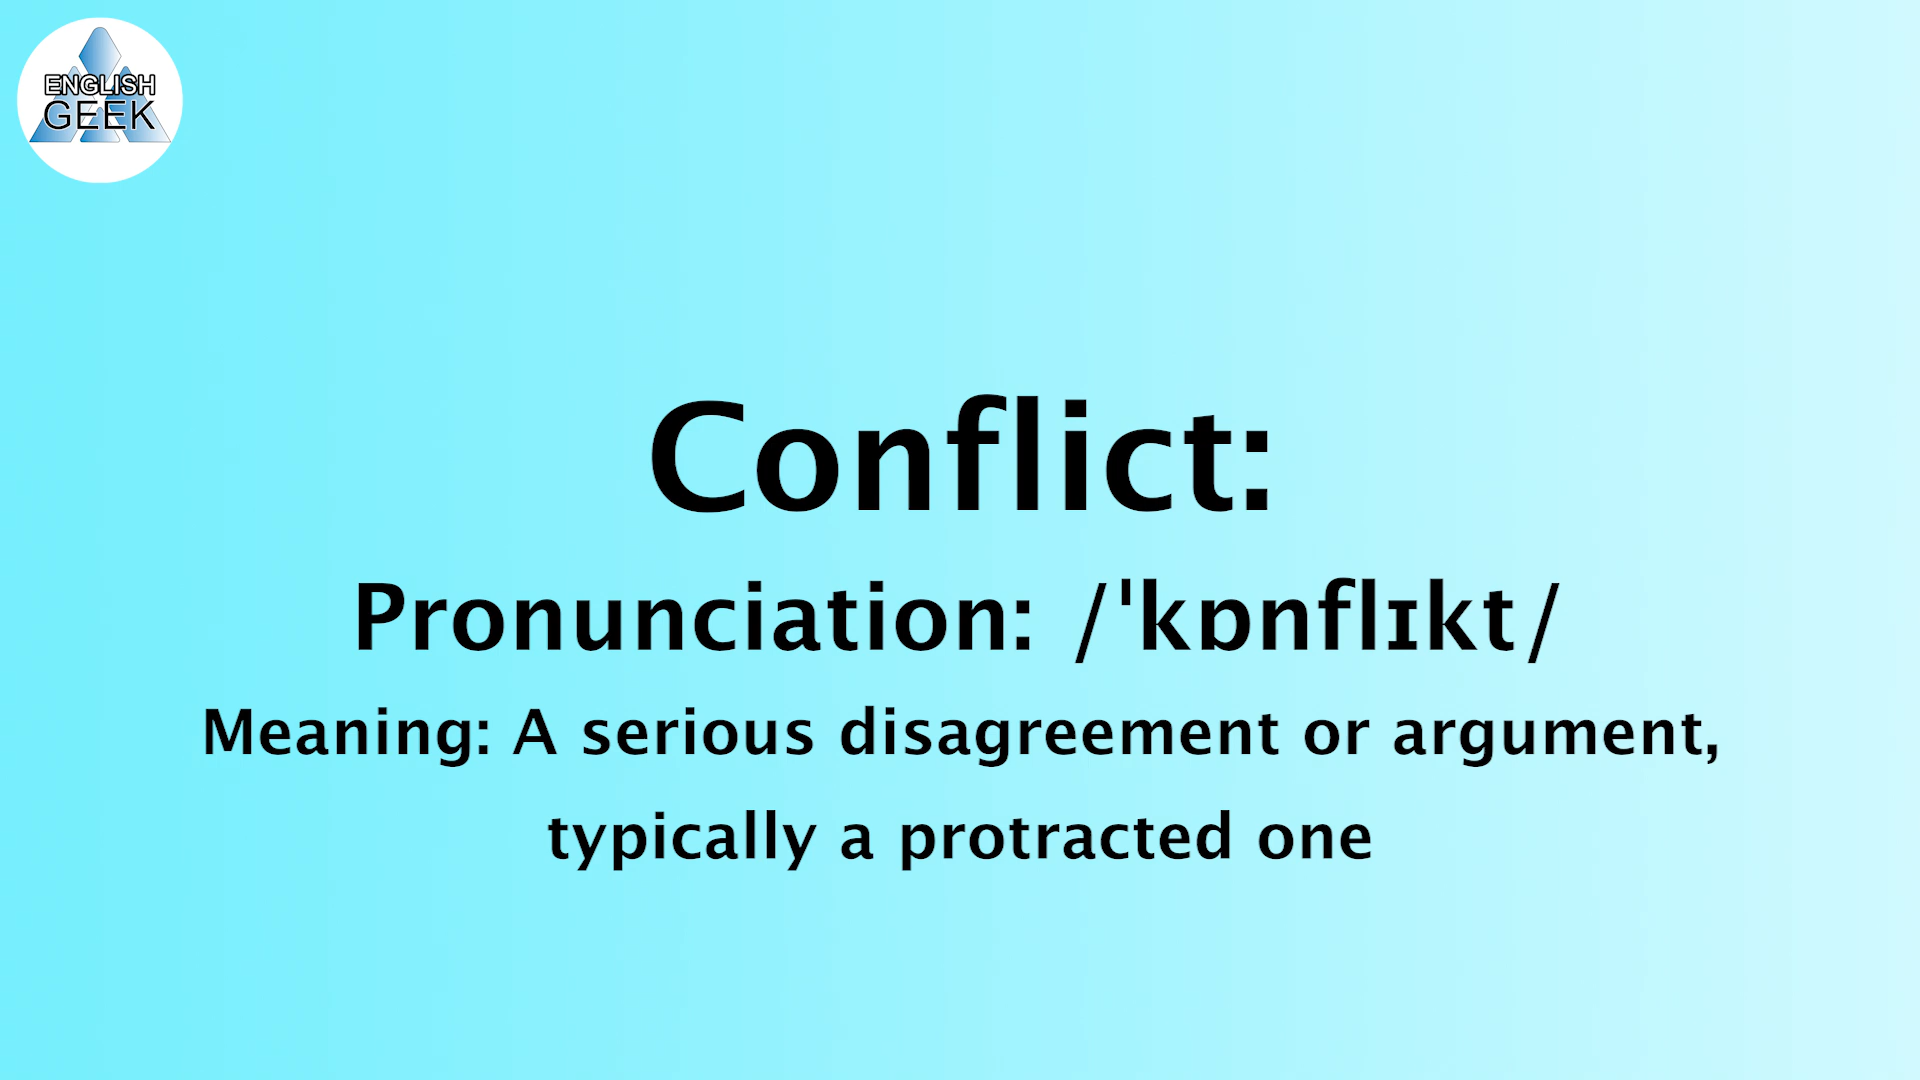 ENGLISH
GEEK
Conflict:
Pronunciation: /ˈkɒnflɪkt/
Meaning: A serious disagreement or argument,
typically a protracted one